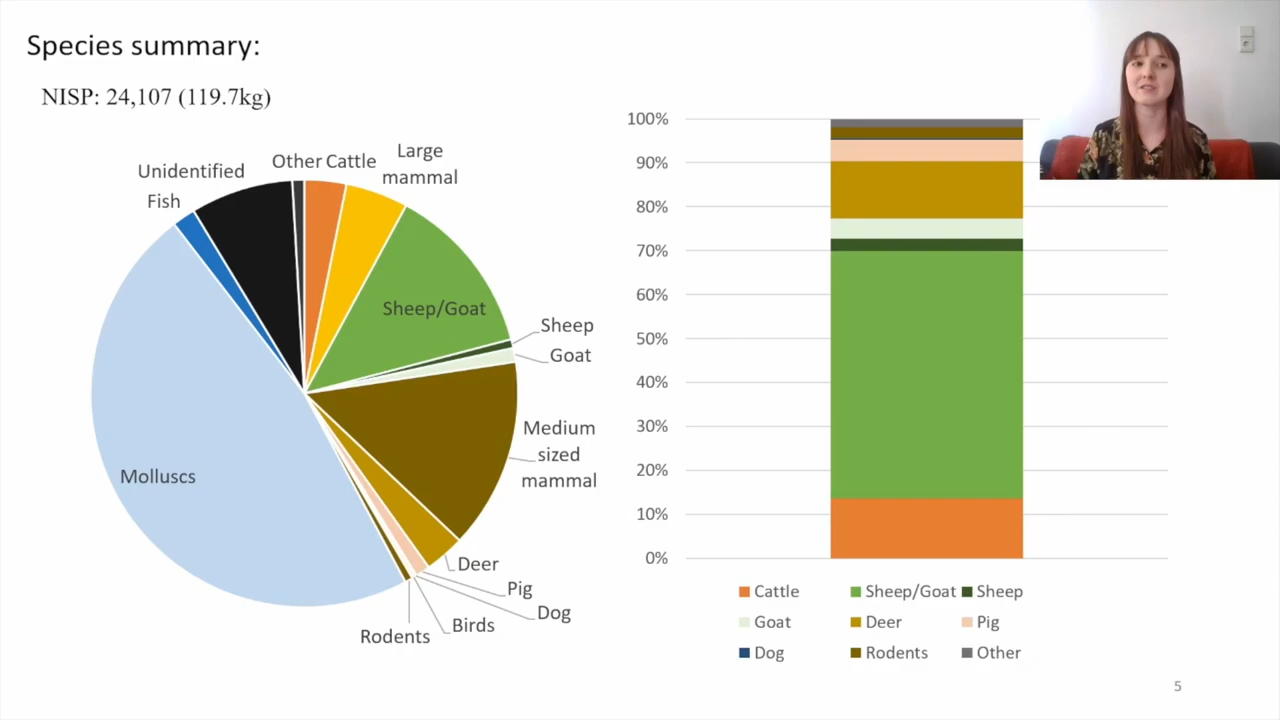 Species summary:
NISP: 24,107 (119.7kg)
Large
mammal
Other
Cattle
Unidentified
Fish
Sheep/Goat
Sheep
Goat
Medium
sized
mammal
Molluscs
Deer
Pig
Dog
Birds
Rodents
100%
90%
80%
70%
60%
50%
40%
30%
20%
10%
0%
Cattle
Sheep/Goat
Sheep
Goat
Deer
Pig
Dog
Rodents
Other
5